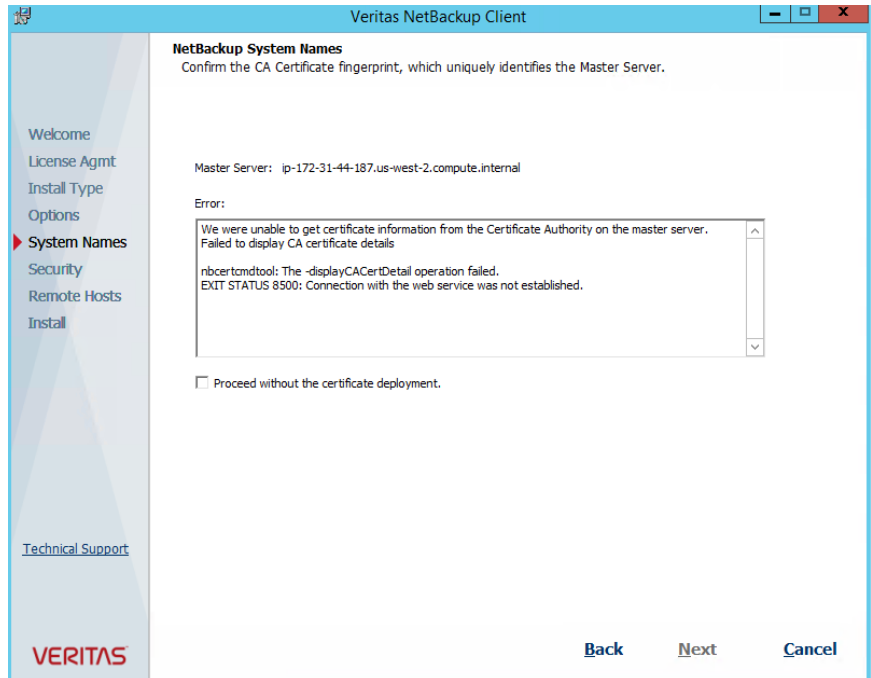 Veritas NetBackup Client
NetBackup System Names
Confirm the CA Certificate fingerprint, which uniquely identifies the Master Server.
Welcome
License Agmt
Install Type
Options
System Names
Security
Remote Hosts
Install
Master Server: ip-172-31-44-187.us-west-2.compute.internal
Error:
We were unable to get certificate information from the Certificate Authority on the master server.
Failed to display CA certificate details
nbcertcmdtool: The -displayCACertDetail operation failed.
EXIT STATUS 8500: Connection with the web service was not established.
Proceed without the certificate deployment.
Technical Support
VERITAS
Back Next Cancel